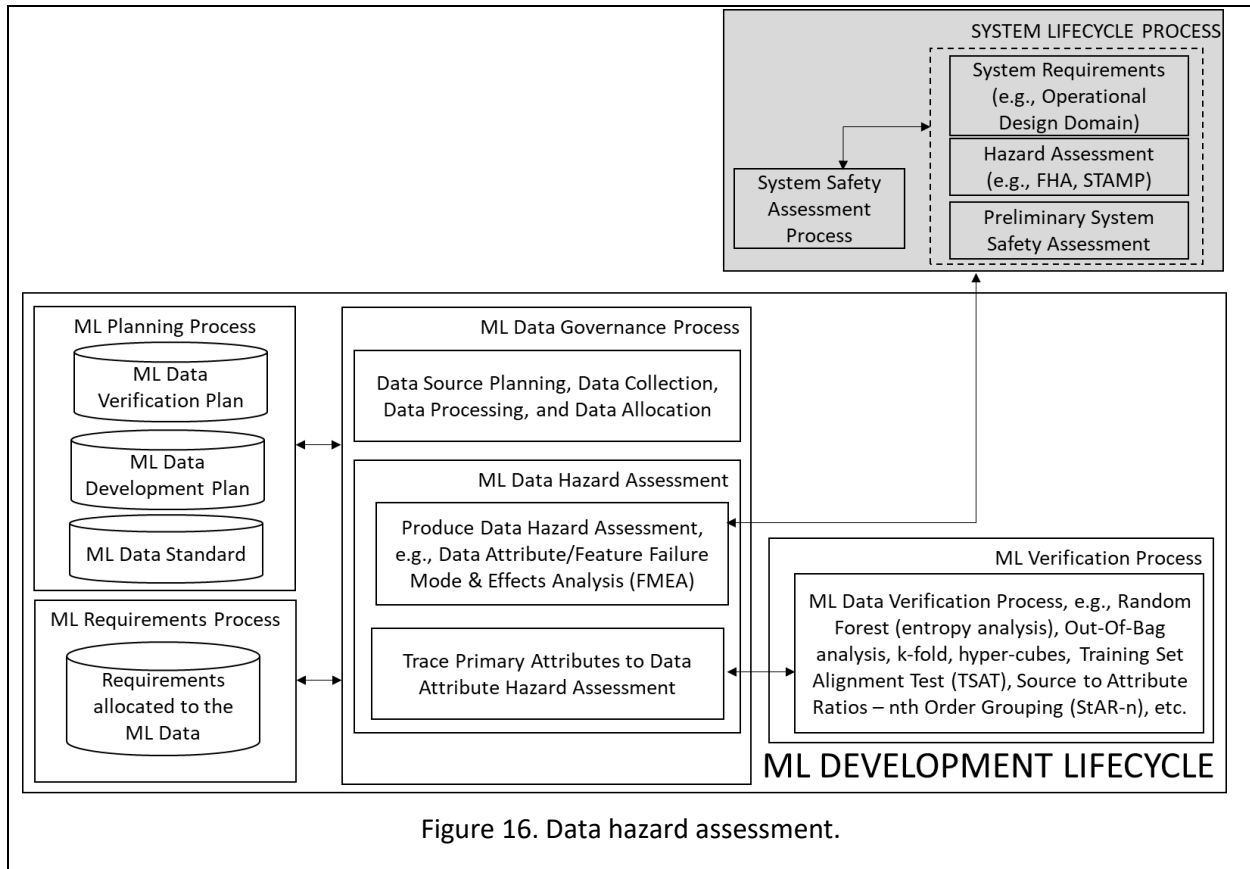 SYSTEM LIFECYCLE PROCESS
System Requirements
(e.g., Operational
Design Domain)
Hazard Assessment
(e.g., FHA, STAMP)
Preliminary System
Safety Assessment
System Safety
Assessment
Process
ML Planning Process
ML Data
Verification Plan
ML Data
Development Plan
ML Data Standard
ML Requirements Process
Requirements
allocated to the
ML Data
ML Data Governance Process
Data Source Planning, Data Collection,
Data Processing, and Data Allocation
ML Data Hazard Assessment
Produce Data Hazard Assessment,
e.g., Data Attribute/Feature Failure
Mode & Effects Analysis (FMEA)
Trace Primary Attributes to Data
Attribute Hazard Assessment
ML Verification Process
ML Data Verification Process, e.g., Random
Forest (entropy analysis), Out-Of-Bag
analysis, k-fold, hyper-cubes, Training Set
Alignment Test (TSAT), Source to Attribute
Ratios – nth Order Grouping (StAR-n), etc.
ML DEVELOPMENT LIFECYCLE
Figure 16. Data hazard assessment.